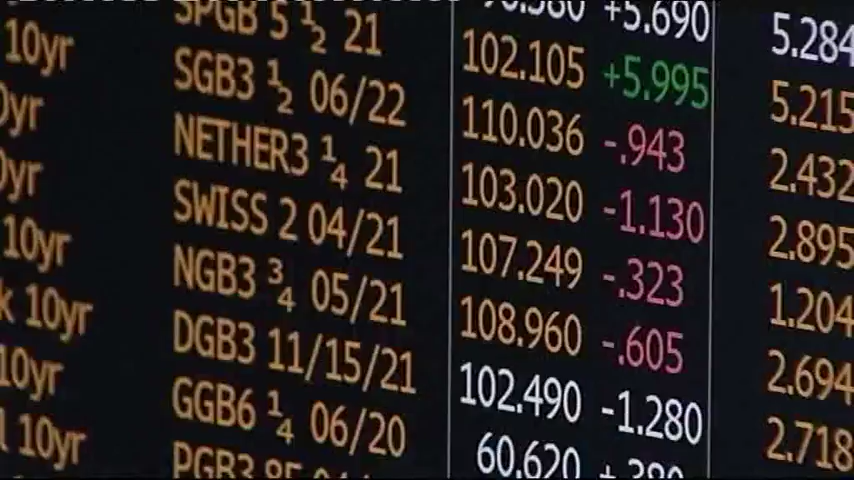 SPGB 5 ½ 21 102.105 +5.995 5.215
10yr SGB3 ½ 06/22 110.036 -.943 2.432
0yr NETHER3 ¼ 21 103.020 -1.130 2.895
0yr SWISS 2 04/21 107.249 -.323 1.204
10yr NGB3 ¾ 05/21 108.960 -.605 2.694
k 10yr DGB3 11/15/21 102.490 -1.280 2.718
10yr GGB6 ¼ 06/20 60.620
l 10yr PGB3
+5.690 5.284